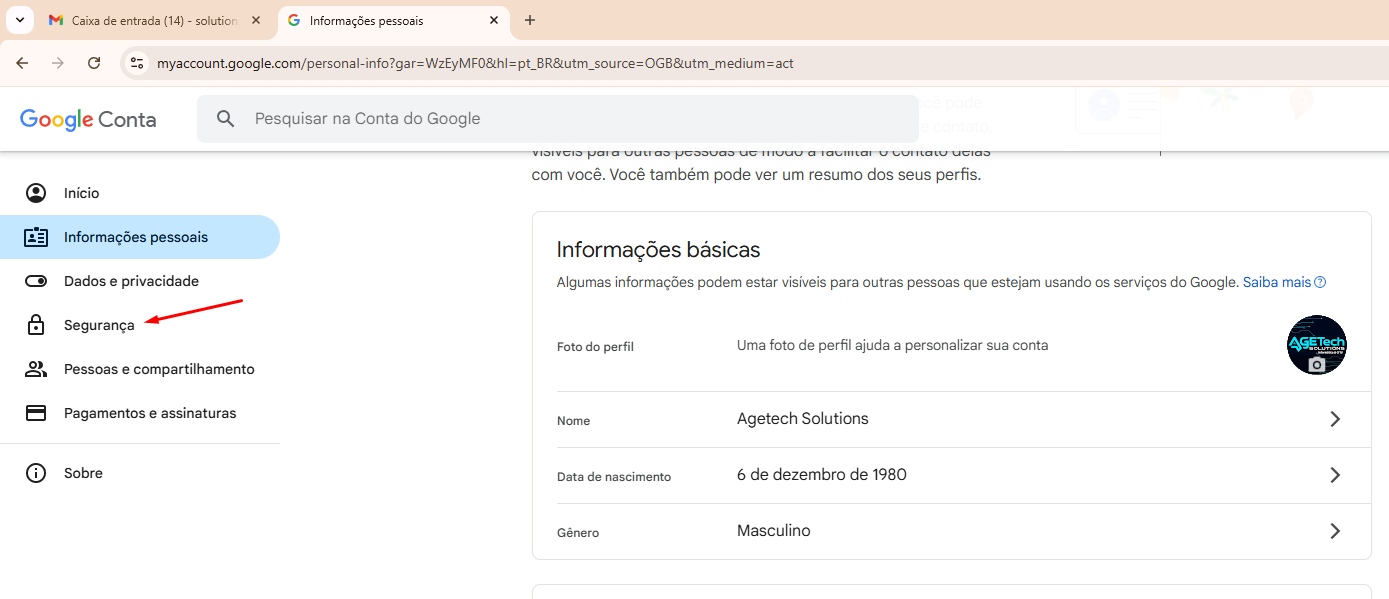 Caixa de entrada (14) - solution
Informações pessoais
myaccount.google.com/personal-info?gar=WzEyMF0&hl=pt_BR&utm_source=OGB&utm_medium=act
Google Conta
Pesquisar na Conta do Google
ocê pode
e contato.
visíveis para outras pessoas de modo a facilitar o contato delas
com você. Você também pode ver um resumo dos seus perfis.
Início
Informações pessoais
Dados e privacidade
Segurança
Pessoas e compartilhamento
Pagamentos e assinaturas
Sobre
Informações básicas
Algumas informações podem estar visíveis para outras pessoas que estejam usando os serviços do Google. Saiba mais
Foto do perfil
Uma foto de perfil ajuda a personalizar sua conta
AGETech
SOLUTIONS
Nome
Agetech Solutions
Data de nascimento
6 de dezembro de 1980
Gênero
Masculino